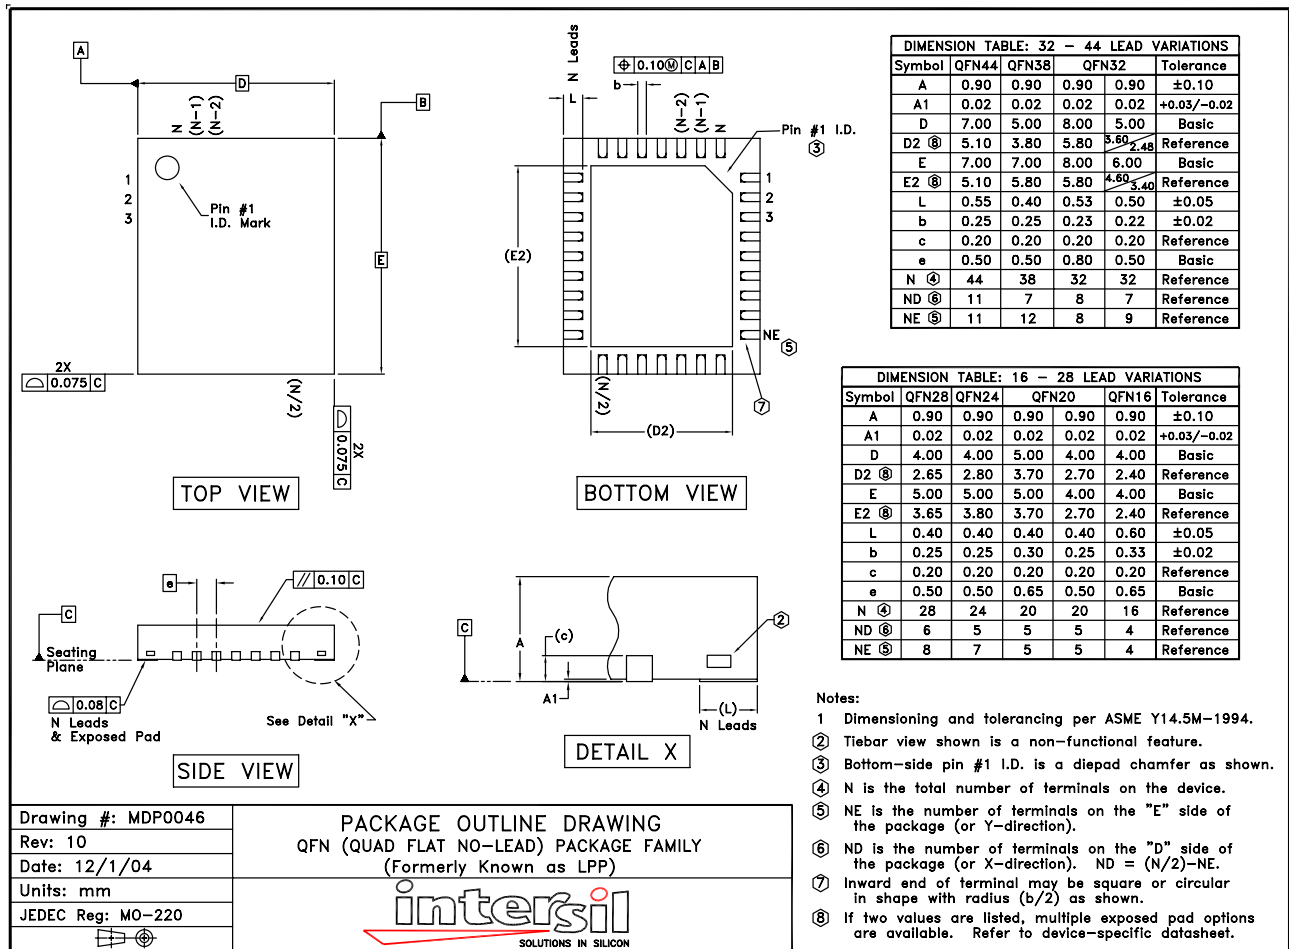 A
D
B
N
(N-1)
(N-2)
1
2
3
Pin #1
I.D. Mark
E
2X
0.075 C
(N/2)
2X
0.075 C
TOP VIEW
N Leads
L
b
0.10Ⓜ C A B
(N-2)
(N-1)
N
Pin #1 I.D.
3
1
2
3
(E2)
NE
5
(N/2)
7
(D2)
BOTTOM VIEW
e
// 0.10 C
C
Seating
Plane
0.08 C
N Leads
& Exposed Pad
See Detail "X"
SIDE VIEW
C
A
(c)
2
A1
(L)
N Leads
DETAIL X
DIMENSION TABLE: 32 – 44 LEAD VARIATIONS
Symbol QFN44 QFN38 QFN32 Tolerance
A 0.90 0.90 0.90 0.90 ±0.10
A1 0.02 0.02 0.02 0.02 +0.03/-0.02
D 7.00 5.00 8.00 5.00 Basic
D2 ⑧ 5.10 3.80 5.80 3.60/2.48 Reference
E 7.00 7.00 8.00 6.00 Basic
E2 ⑧ 5.10 5.80 5.80 4.60/3.40 Reference
L 0.55 0.40 0.53 0.50 ±0.05
b 0.25 0.25 0.23 0.22 ±0.02
c 0.20 0.20 0.20 0.20 Reference
e 0.50 0.50 0.80 0.50 Basic
N ④ 44 38 32 32 Reference
ND ⑥ 11 7 8 7 Reference
NE ⑤ 11 12 8 9 Reference
DIMENSION TABLE: 16 – 28 LEAD VARIATIONS
Symbol QFN28 QFN24 QFN20 QFN16 Tolerance
A 0.90 0.90 0.90 0.90 0.90 ±0.10
A1 0.02 0.02 0.02 0.02 0.02 +0.03/-0.02
D 4.00 4.00 5.00 4.00 4.00 Basic
D2 ⑧ 2.65 2.80 3.70 2.70 2.40 Reference
E 5.00 5.00 5.00 4.00 4.00 Basic
E2 ⑧ 3.65 3.80 3.70 2.70 2.40 Reference
L 0.40 0.40 0.40 0.40 0.60 ±0.05
b 0.25 0.25 0.30 0.25 0.33 ±0.02
c 0.20 0.20 0.20 0.20 0.20 Reference
e 0.50 0.50 0.65 0.50 0.65 Basic
N ④ 28 24 20 20 16 Reference
ND ⑥ 6 5 5 5 4 Reference
NE ⑤ 8 7 5 5 4 Reference
Notes:
1 Dimensioning and tolerancing per ASME Y14.5M-1994.
② Tiebar view shown is a non-functional feature.
③ Bottom-side pin #1 I.D. is a diepad chamfer as shown.
④ N is the total number of terminals on the device.
⑤ NE is the number of terminals on the "E" side of
the package (or Y-direction).
⑥ ND is the number of terminals on the "D" side of
the package (or X-direction). ND = (N/2)-NE.
⑦ Inward end of terminal may be square or circular
in shape with radius (b/2) as shown.
⑧ If two values are listed, multiple exposed pad options
are available. Refer to device-specific datasheet.
Drawing #: MDP0046
Rev: 10
Date: 12/1/04
Units: mm
JEDEC Reg: MO-220
PACKAGE OUTLINE DRAWING
QFN (QUAD FLAT NO-LEAD) PACKAGE FAMILY
(Formerly Known as LPP)
intersil
SOLUTIONS IN SILICON